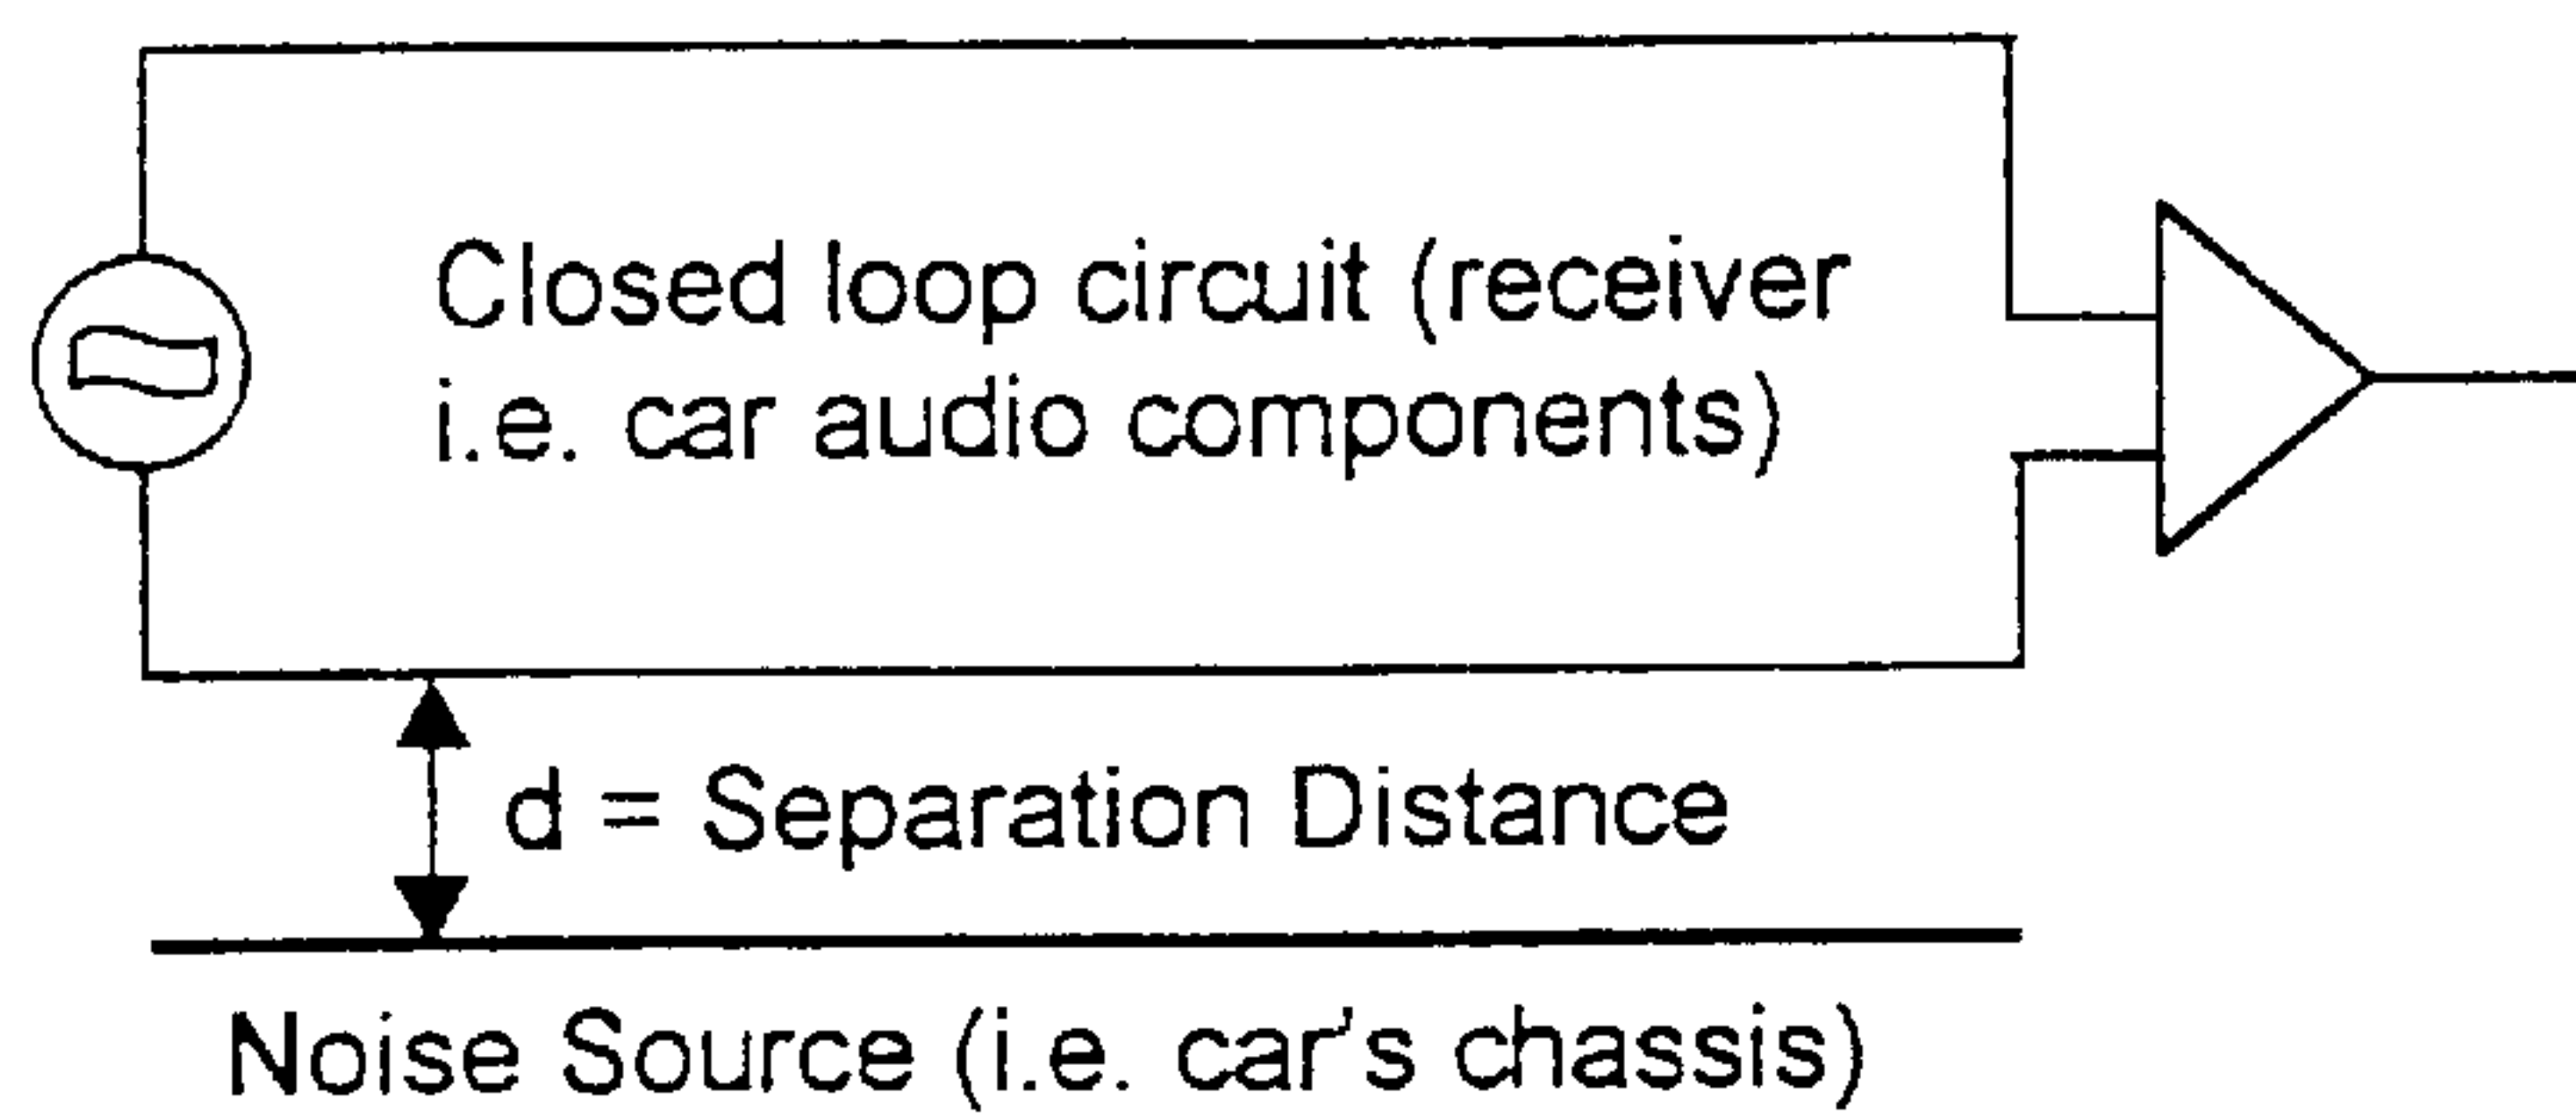 Closed loop circuit (receiver
i.e. car audio components)
d = Separation Distance
Noise Source (i.e. car's chassis)